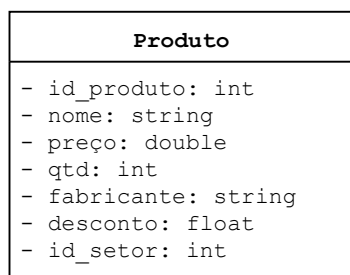 Produto
- id_produto: int
- nome: string
- preço: double
- qtd: int
- fabricante: string
- desconto: float
- id_setor: int